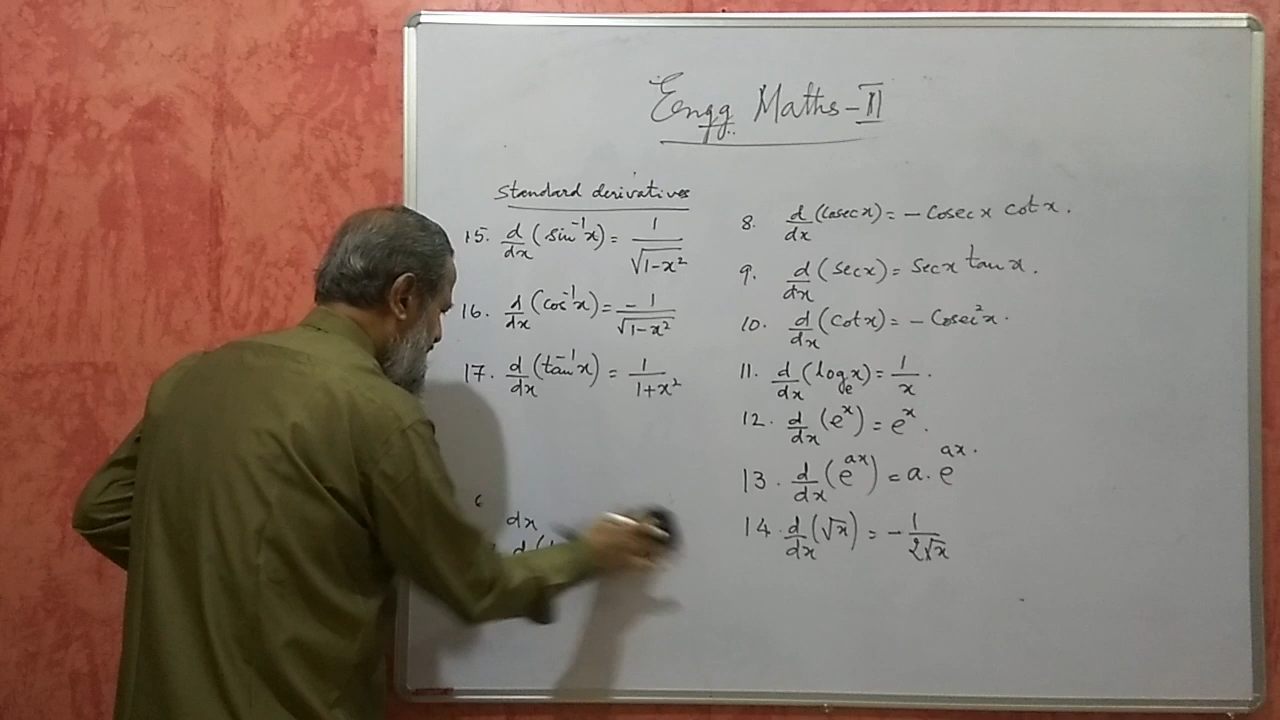 Engg Maths-II
Standard derivatives
15. d/dx (sin⁻¹x) = 1/√1-x²
16. d/dx (cos⁻¹x) = -1/√1-x²
17. d/dx (tan⁻¹x) = 1/1+x²
6
dx
d
8. d/dx (cosec x) = - cosec x cot x.
9. d/dx (sec x) = sec x tan x.
10. d/dx (cot x) = - cosec²x.
11. d/dx (logₑx) = 1/x.
12. d/dx (eˣ) = eˣ.
13. d/dx (eᵃˣ) = a. eᵃˣ.
14. d/dx (√x) = - 1/2√x